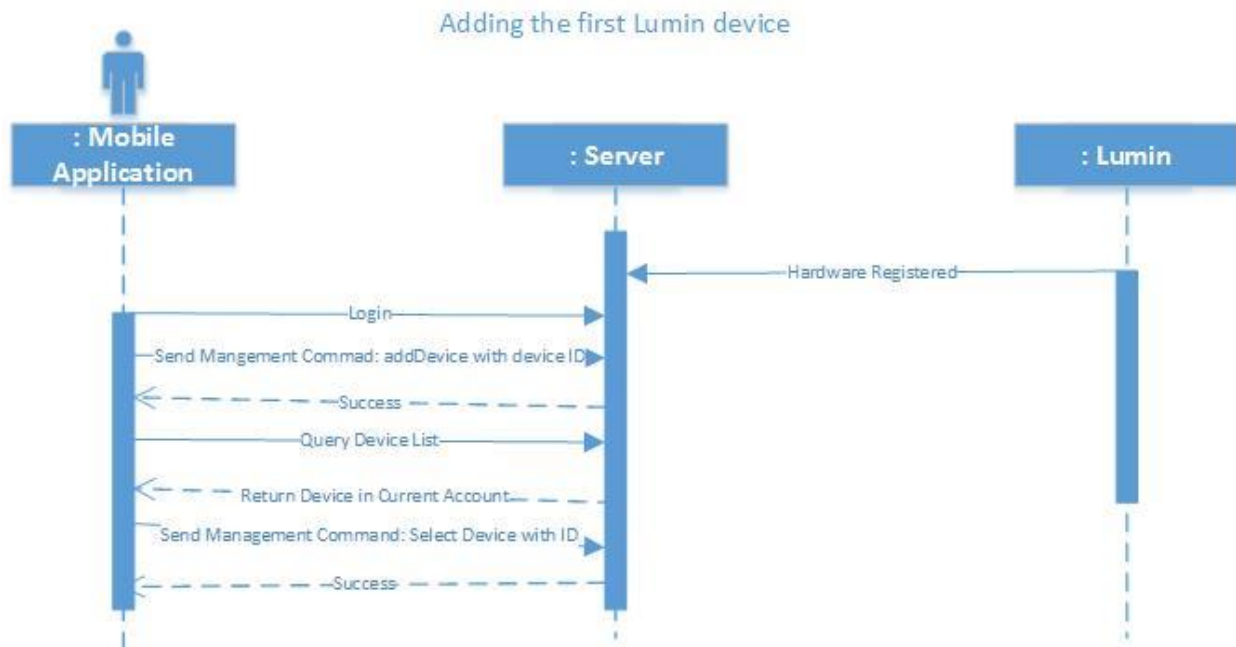 Adding the first Lumin device
: Mobile
Application
: Server
: Lumin
Hardware Registered
Login
Send Mangement Commad: addDevice with device ID
Success
Query Device List
Return Device in Current Account
Send Management Command: Select Device with ID
Success